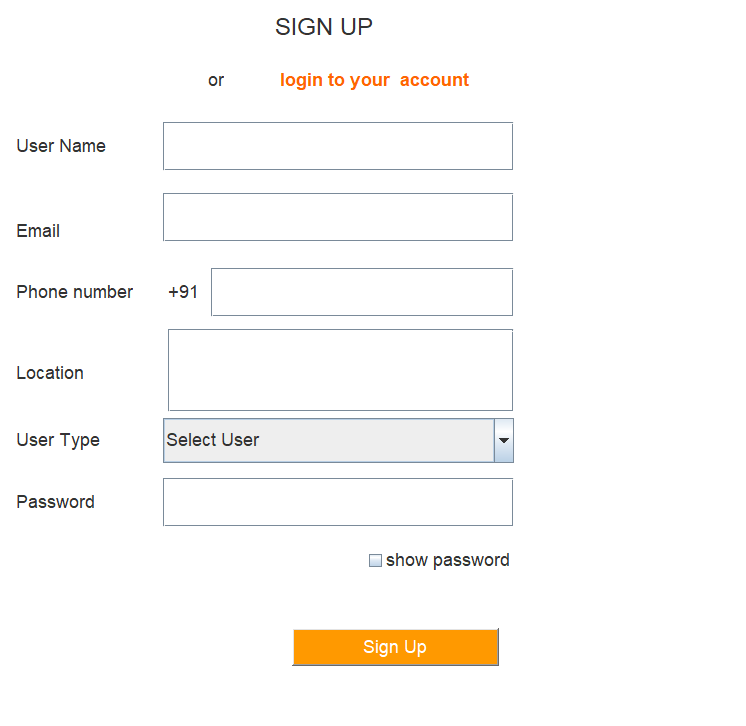 SIGN UP
or login to your account
User Name
Email
Phone number +91
Location
User Type Select User
Password
show password
Sign Up